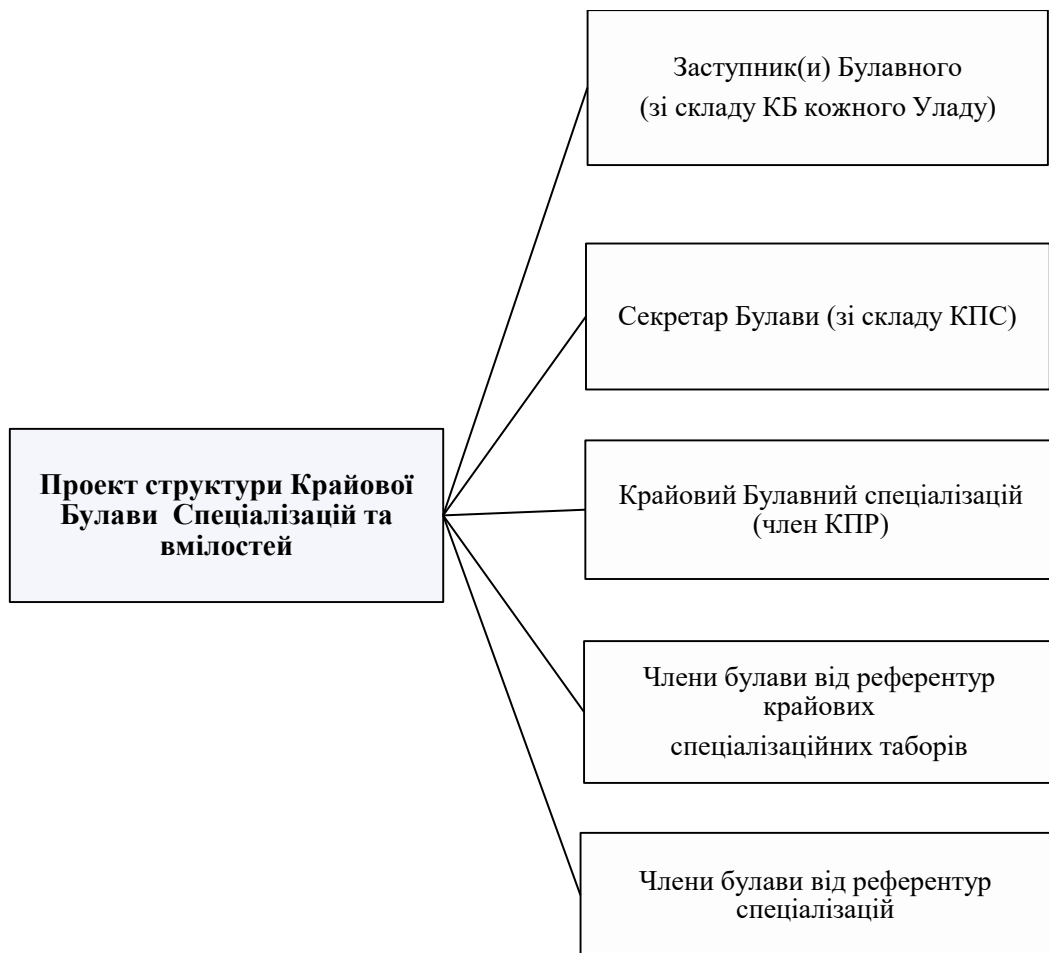 Заступник(и) Булавного
(зі складу КБ кожного Уладу)
Секретар Булави (зі складу КПС)
Проект структури Крайової
Булави Спеціалізацій та
вмілостей
Крайовий Булавний спеціалізацій
(член КПР)
Члени булави від референтур
крайових
спеціалізаційних таборів
Члени булави від референтур
спеціалізацій